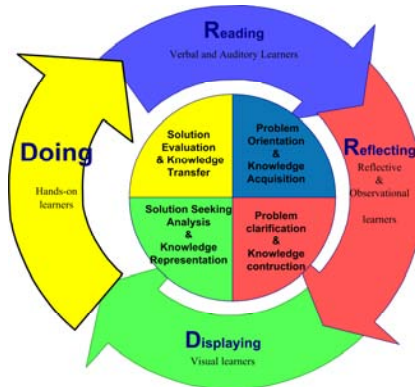 Reading
Verbal and Auditory Learners
Reflecting
Reflective
&
Observational
learners
Displaying
Visual learners
Doing
Hands-on
learners
Solution
Evaluation
& Knowledge
Transfer
Problem
Orientation
&
Knowledge
Acquisition
Solution Seeking
Analysis
&
Knowledge
Representation
Problem
clarification
&
Knowledge
contruction